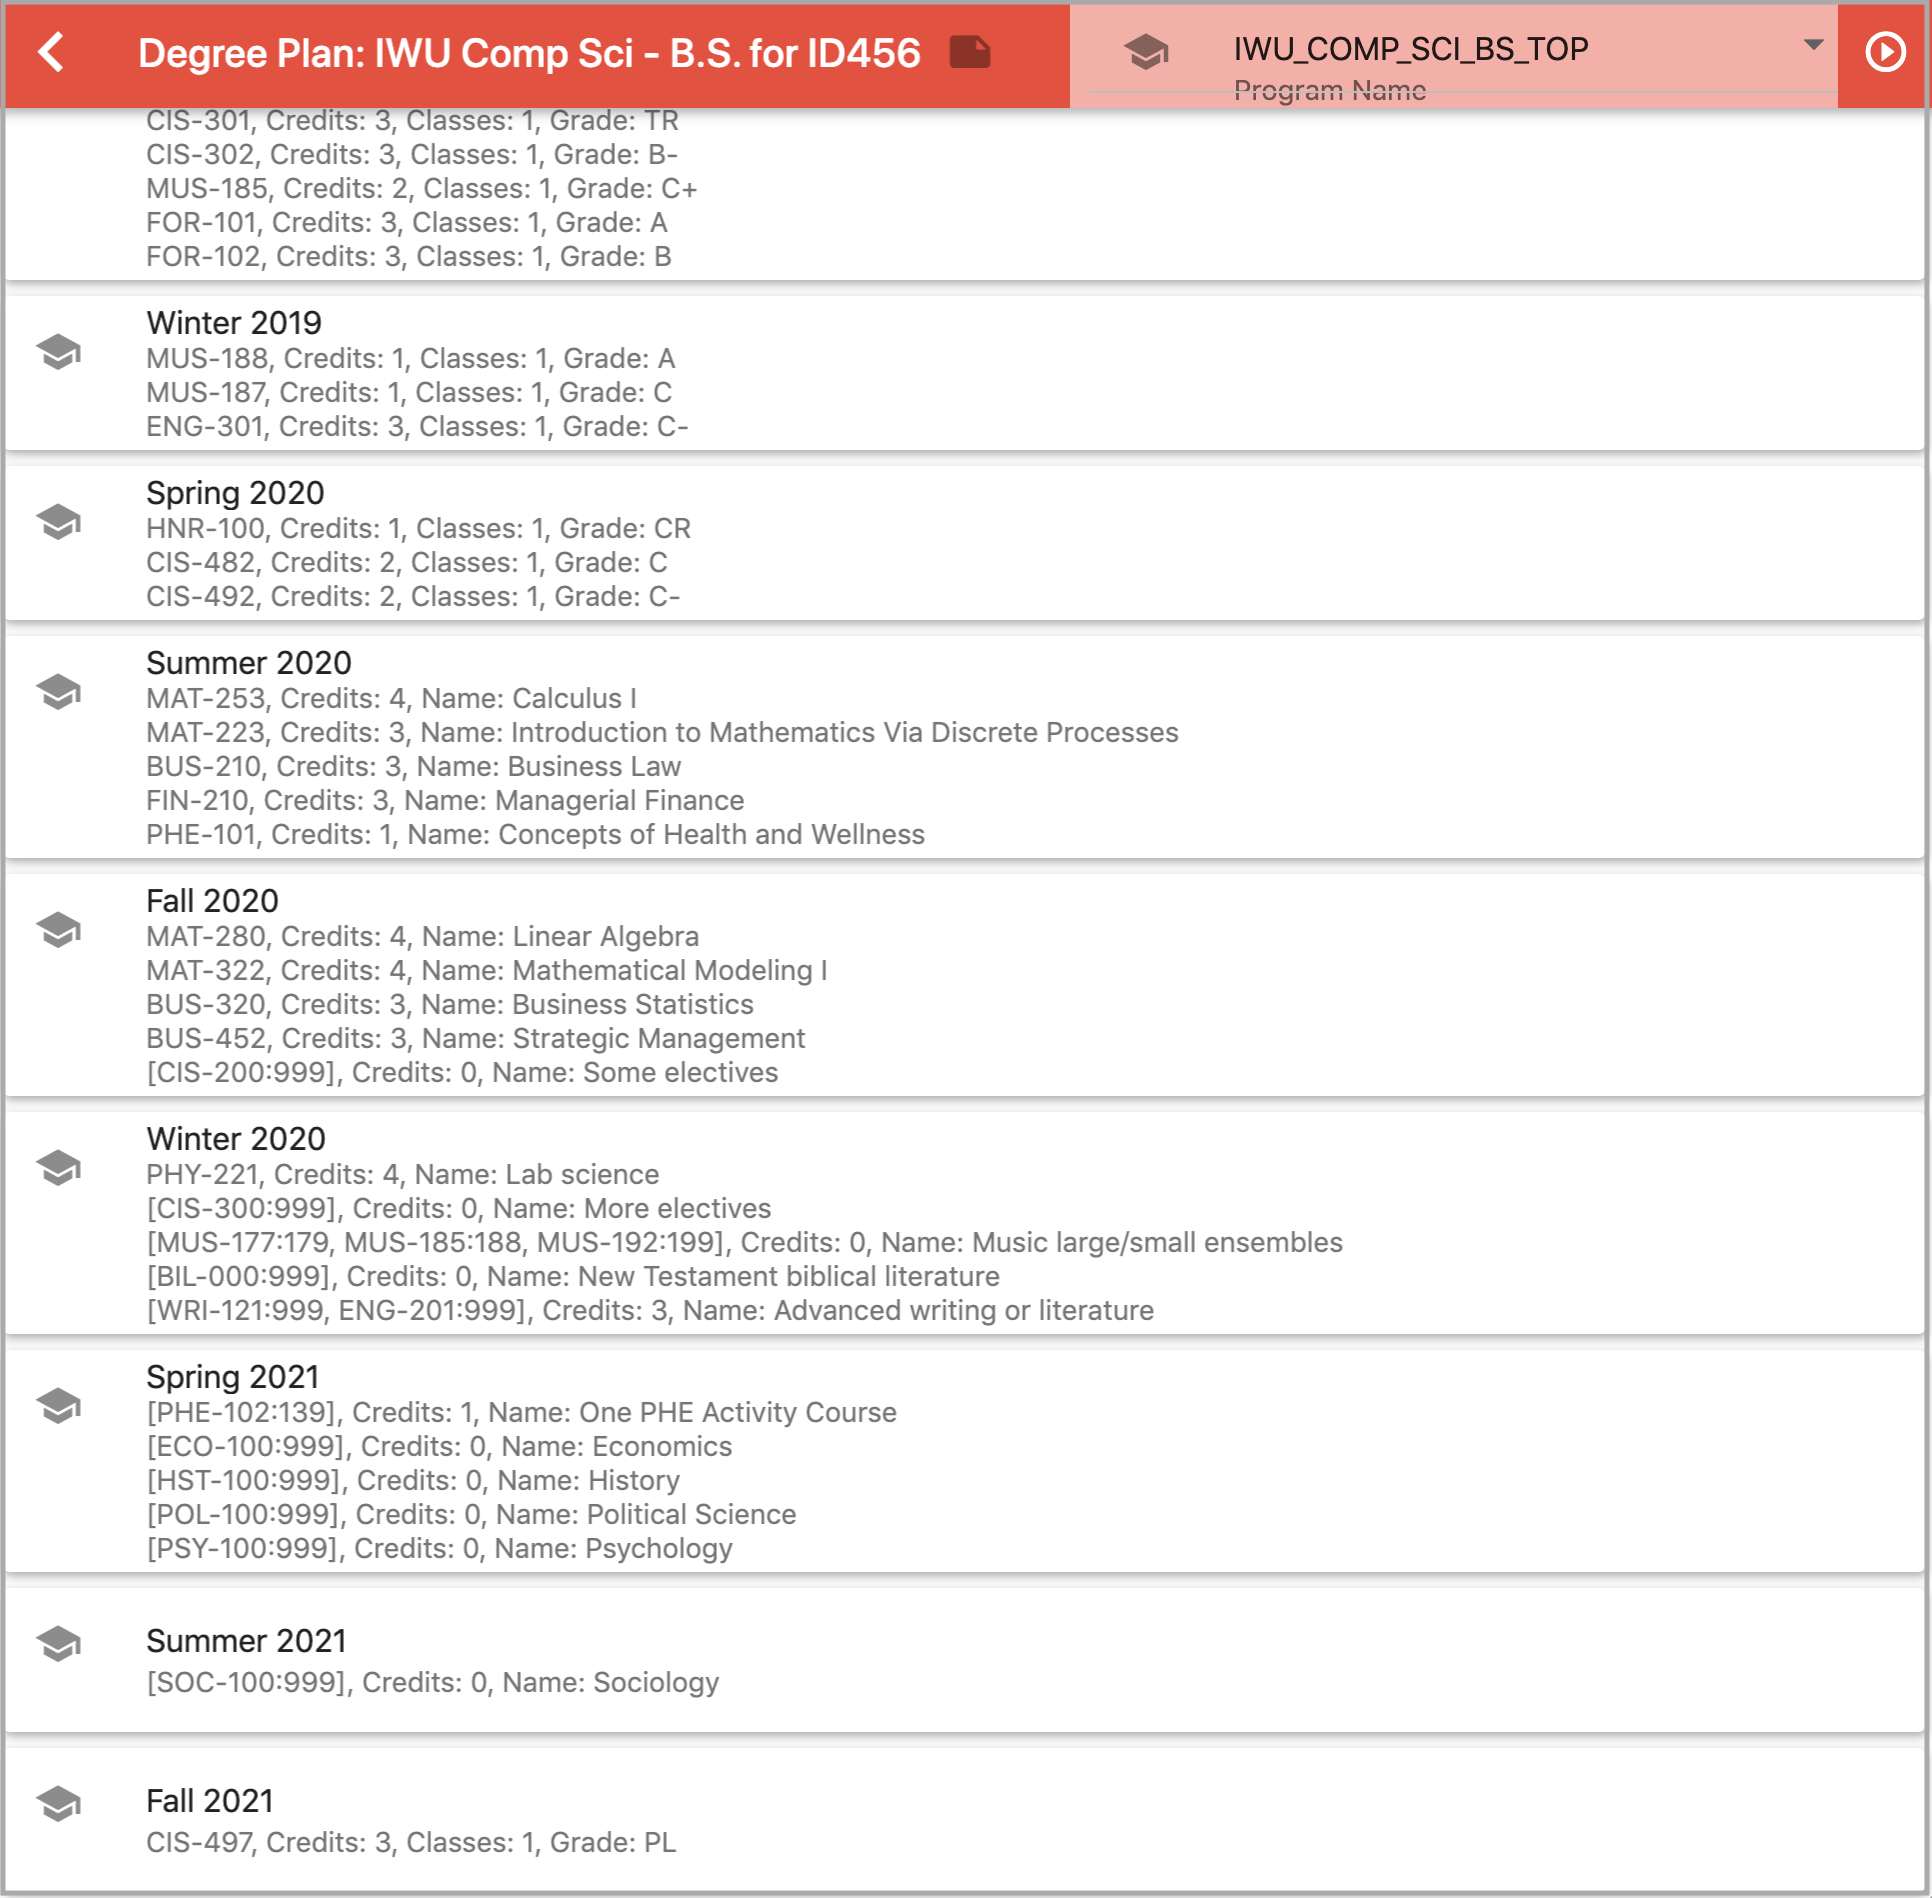 Degree Plan: IWU Comp Sci - B.S. for ID456
IWU_COMP_SCI_BS_TOP
Program Name
CIS-301, Credits: 3, Classes: 1, Grade: TR
CIS-302, Credits: 3, Classes: 1, Grade: B-
MUS-185, Credits: 2, Classes: 1, Grade: C+
FOR-101, Credits: 3, Classes: 1, Grade: A
FOR-102, Credits: 3, Classes: 1, Grade: B
Winter 2019
MUS-188, Credits: 1, Classes: 1, Grade: A
MUS-187, Credits: 1, Classes: 1, Grade: C
ENG-301, Credits: 3, Classes: 1, Grade: C-
Spring 2020
HNR-100, Credits: 1, Classes: 1, Grade: CR
CIS-482, Credits: 2, Classes: 1, Grade: C
CIS-492, Credits: 2, Classes: 1, Grade: C-
Summer 2020
MAT-253, Credits: 4, Name: Calculus I
MAT-223, Credits: 3, Name: Introduction to Mathematics Via Discrete Processes
BUS-210, Credits: 3, Name: Business Law
FIN-210, Credits: 3, Name: Managerial Finance
PHE-101, Credits: 1, Name: Concepts of Health and Wellness
Fall 2020
MAT-280, Credits: 4, Name: Linear Algebra
MAT-322, Credits: 4, Name: Mathematical Modeling I
BUS-320, Credits: 3, Name: Business Statistics
BUS-452, Credits: 3, Name: Strategic Management
[CIS-200:999], Credits: 0, Name: Some electives
Winter 2020
PHY-221, Credits: 4, Name: Lab science
[CIS-300:999], Credits: 0, Name: More electives
[MUS-177:179, MUS-185:188, MUS-192:199], Credits: 0, Name: Music large/small ensembles
[BIL-000:999], Credits: 0, Name: New Testament biblical literature
[WRI-121:999, ENG-201:999], Credits: 3, Name: Advanced writing or literature
Spring 2021
[PHE-102:139], Credits: 1, Name: One PHE Activity Course
[ECO-100:999], Credits: 0, Name: Economics
[HST-100:999], Credits: 0, Name: History
[POL-100:999], Credits: 0, Name: Political Science
[PSY-100:999], Credits: 0, Name: Psychology
Summer 2021
[SOC-100:999], Credits: 0, Name: Sociology
Fall 2021
CIS-497, Credits: 3, Classes: 1, Grade: PL